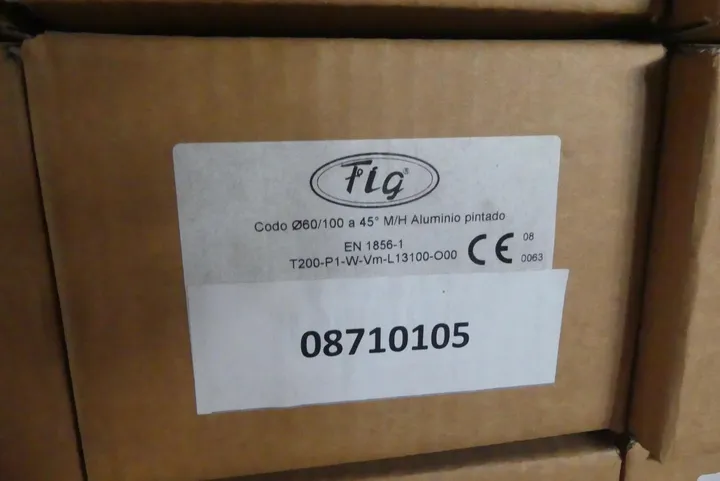 Fig®
Codo Ø60/100 a 45° M/H Aluminio pintado
EN 1856-1
T200-P1-W-Vm-L13100-O00
CE
08
0063
08710105